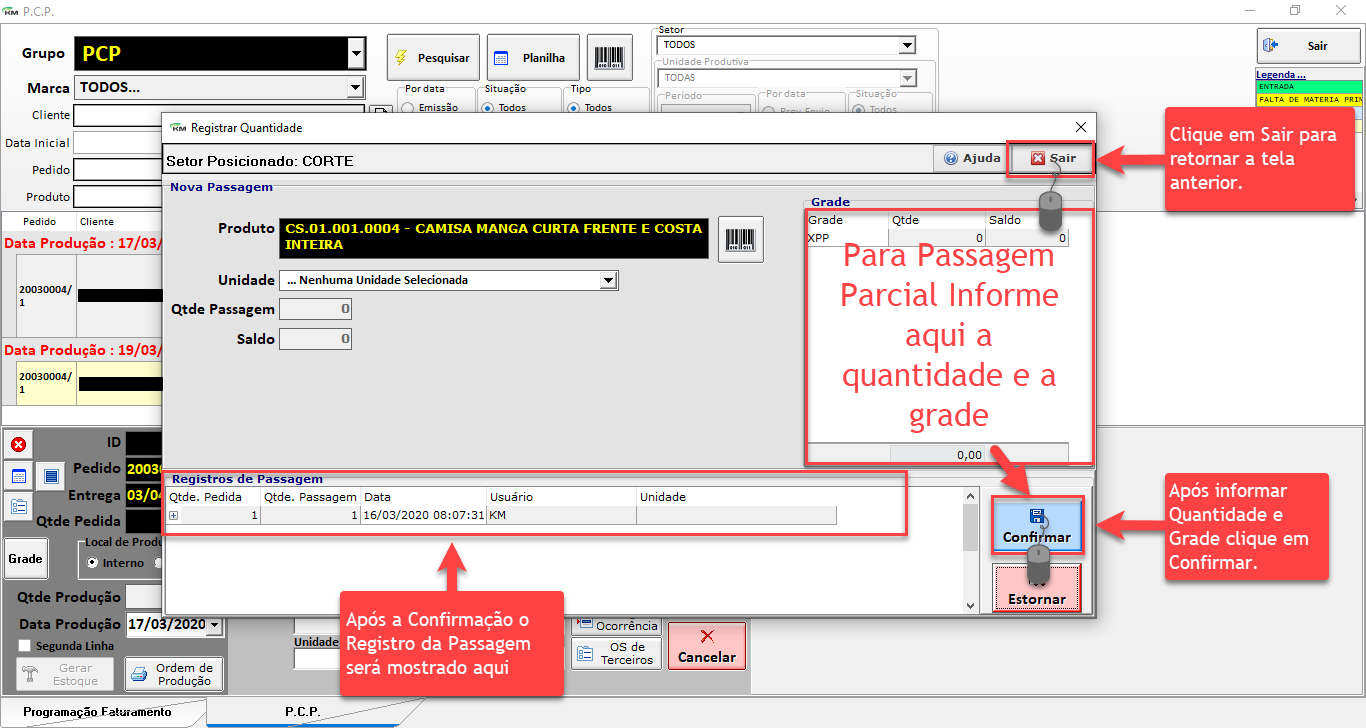 KM P.C.P.
Grupo PCP
Marca TODOS...
Cliente
Data Inicial
Pedido
Produto
Pesquisar
Planilha
Por data
Emissão
Situação
Todos
Tipo
Todos
Setor
TODOS
Unidade Produtiva
TODAS
Período
Por data
Prev. Envio
Situação
Todos
Sair
Legenda ...
ENTRADA
FALTA DE MATERIA PRIM
KM Registrar Quantidade
Setor Posicionado: CORTE
Ajuda
Sair
Clique em Sair para
retornar a tela
anterior.
Nova Passagem
Produto
CS.01.001.0004 - CAMISA MANGA CURTA FRENTE E COSTA
INTEIRA
Unidade ... Nenhuma Unidade Selecionada
Qtde Passagem 0
Saldo 0
Grade
Grade Qtde Saldo
XPP 0 0
Para Passagem
Parcial Informe
aqui a
quantidade e a
grade
0,00
Pedido Cliente
Data Produção : 17/03/
20030004/
1
Data Produção : 19/03/
20030004/
1
Registros de Passagem
Qtde. Pedida Qtde. Passagem Data Usuário Unidade
1 1 16/03/2020 08:07:31 KM
Confirmar
Estornar
Após informar
Quantidade e
Grade clique em
Confirmar.
Após a Confirmação o
Registro da Passagem
será mostrado aqui
ID
Pedido 20030
Entrega 03/04
Qtde Pedida
Grade
Local de Produ
Interno
Qtde Produção
Data Produção 17/03/2020
Segunda Linha
Gerar
Estoque
Ordem de
Produção
Unidade
Ocorrência
OS de
Terceiros
Cancelar
Programação Faturamento
P.C.P.